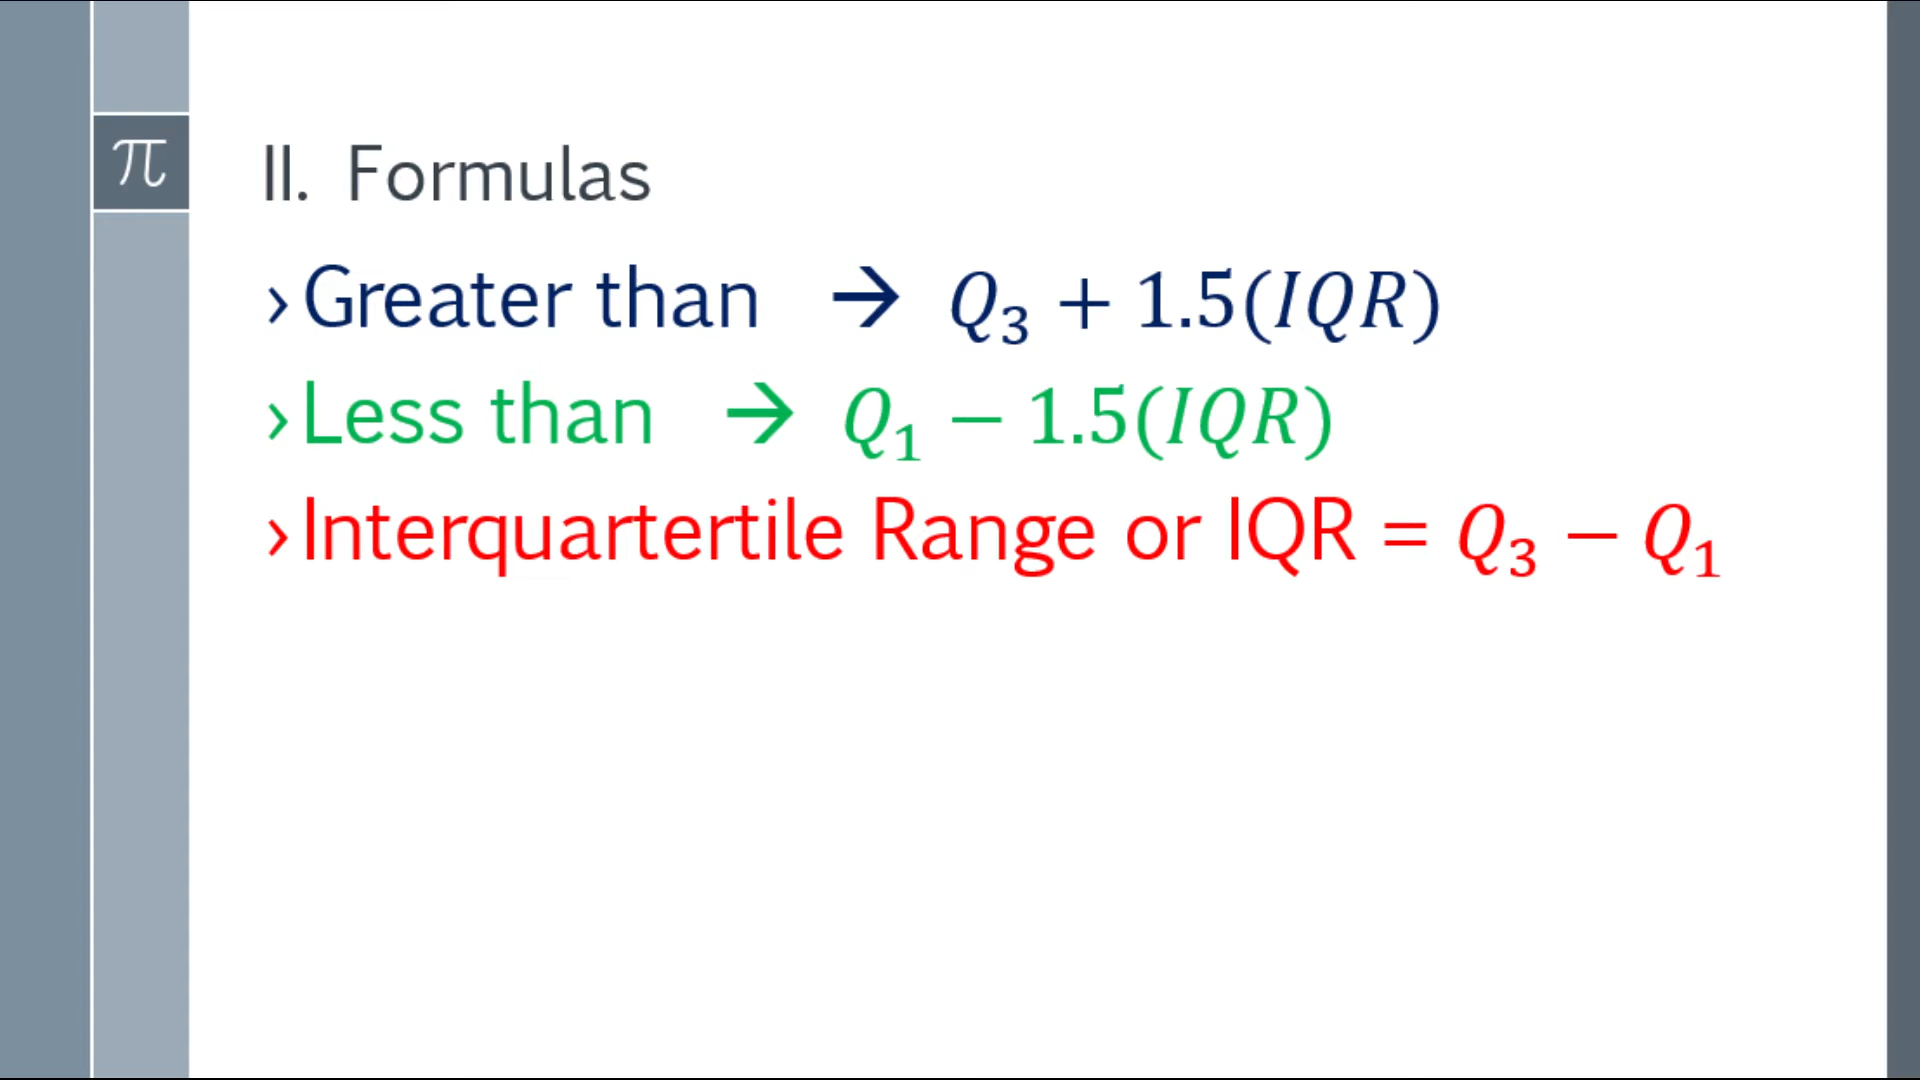 π
II. Formulas
›Greater than → Q₃ + 1.5(IQR)
›Less than → Q₁ − 1.5(IQR)
›Interquartertile Range or IQR = Q₃ − Q₁